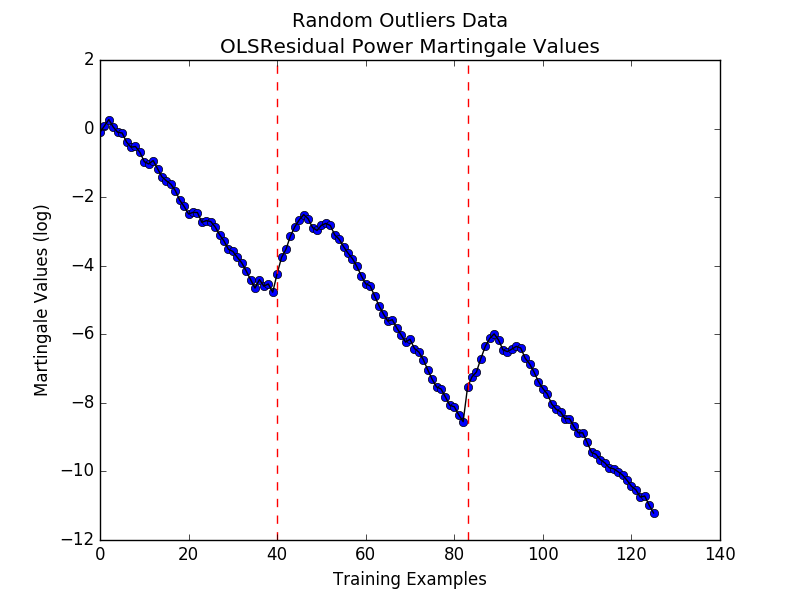 Random Outliers Data
OLSResidual Power Martingale Values
2
0
−2
−4
−6
−8
−10
−12
Martingale Values (log)
0 20 40 60 80 100 120 140
Training Examples